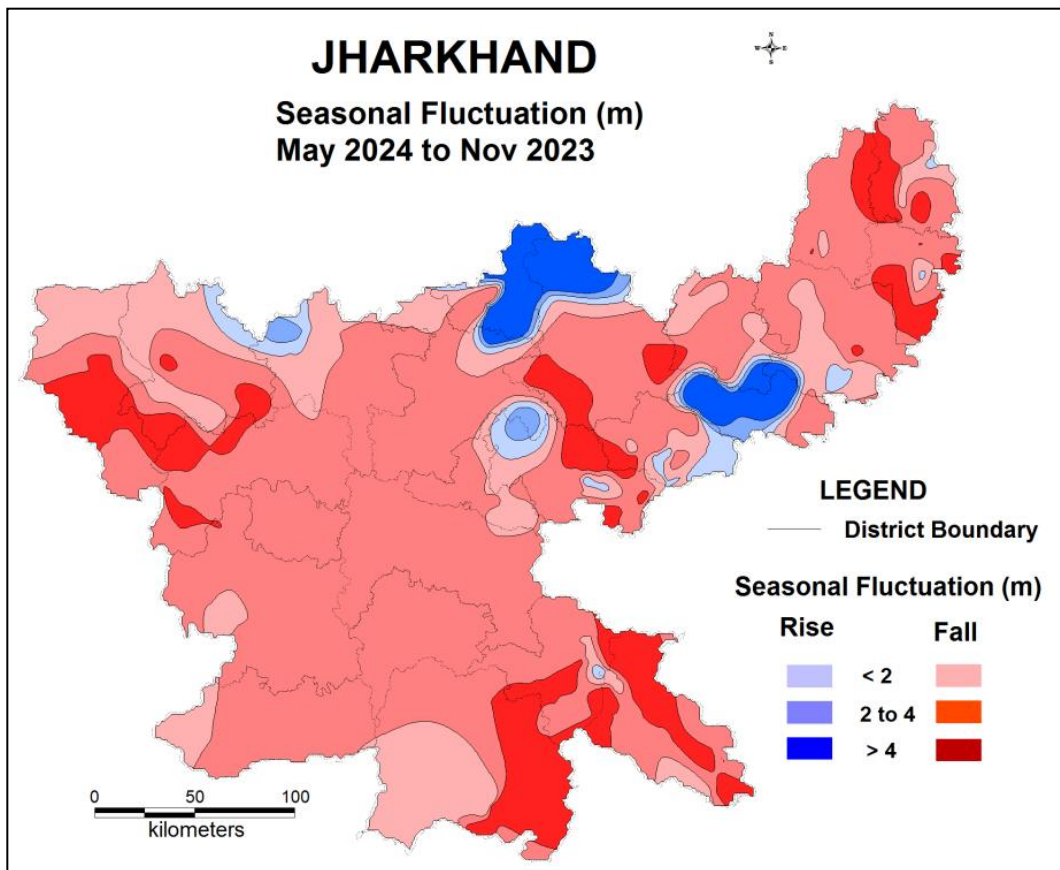 JHARKHAND
Seasonal Fluctuation (m)
May 2024 to Nov 2023
N
W E
S
LEGEND
District Boundary
Seasonal Fluctuation (m)
Rise Fall
< 2
2 to 4
> 4
0 50 100
kilometers